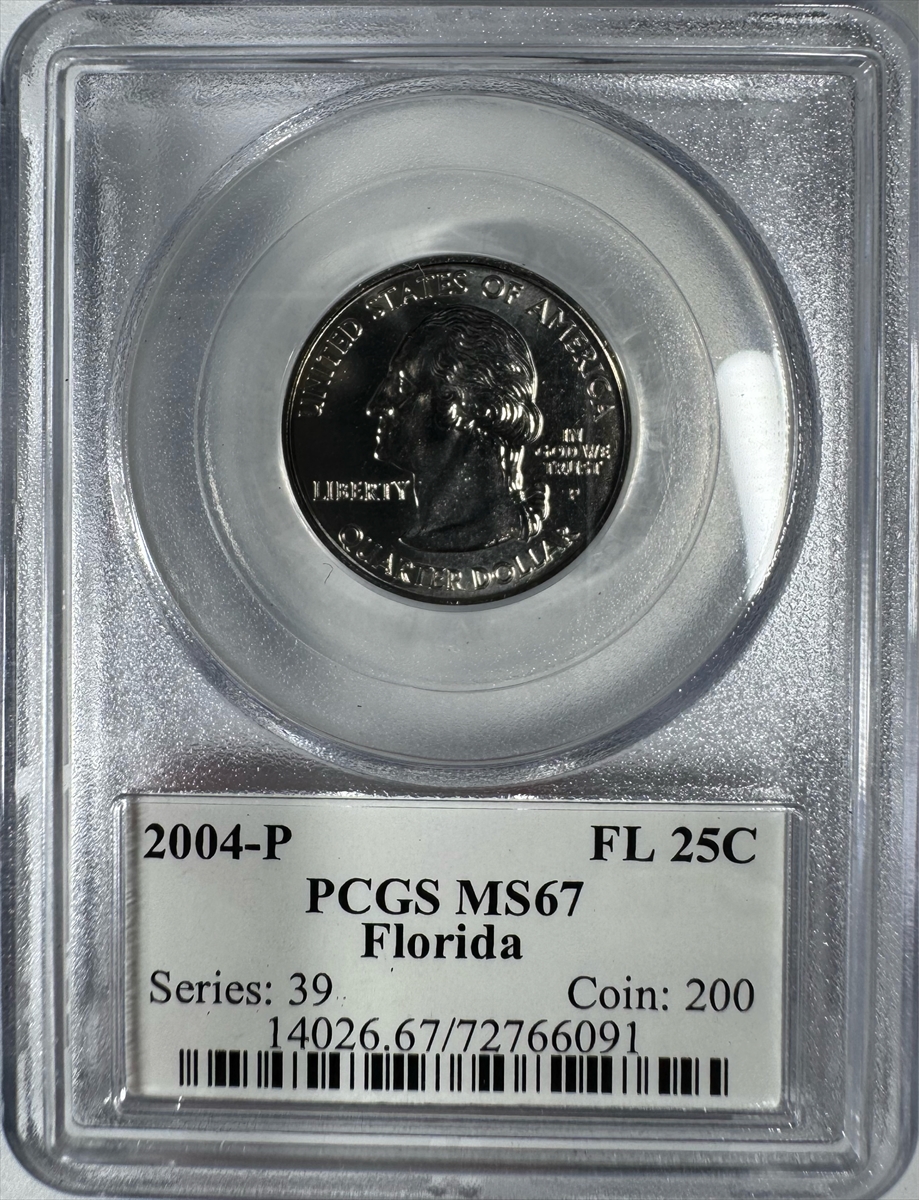 UNITED STATES OF AMERICA
IN
GOD WE
TRUST
P
LIBERTY
QUARTER DOLLAR
2004-P FL 25C
PCGS MS67
Florida
Series: 39 Coin: 200
14026.67/72766091